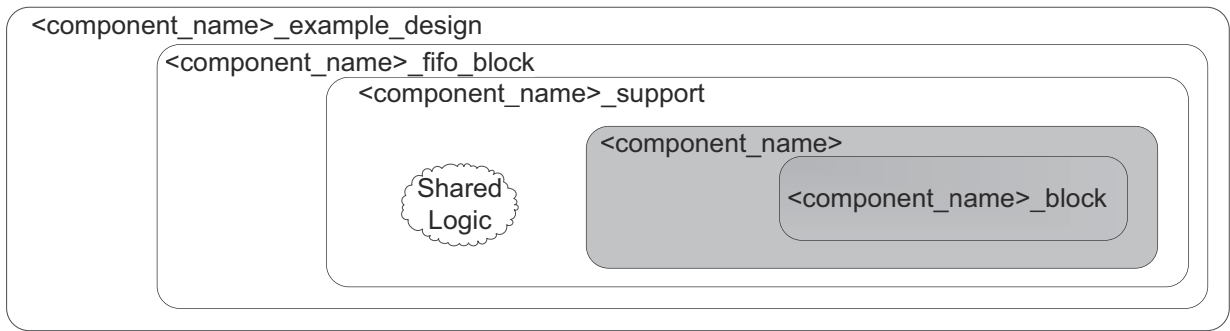 <component_name>_example_design
<component_name>_fifo_block
<component_name>_support
<component_name>
Shared
Logic
<component_name>_block